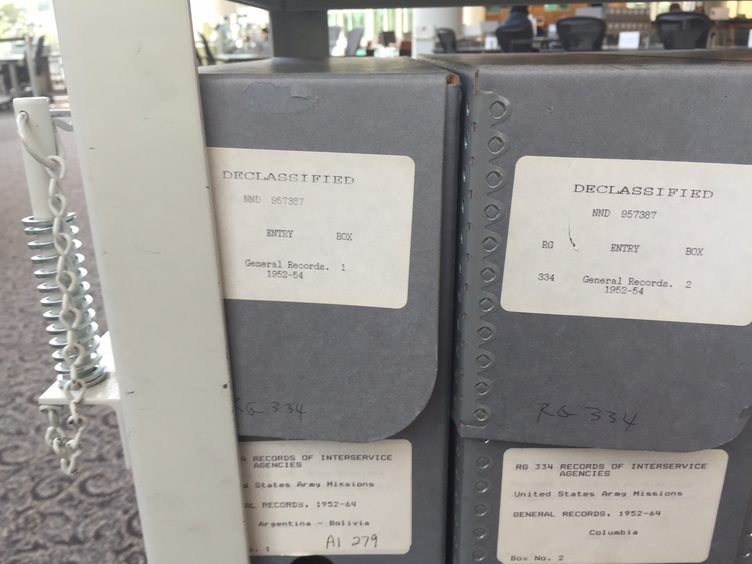 DECLASSIFIED
NND 957387
ENTRY BOX
General Records. 1
1952-54
RG 334
RECORDS OF INTERSERVICE
AGENCIES
States Army Missions
RECORDS, 1952-64
Argentina - Bolivia
1
A1 279
DECLASSIFIED
NND 957387
RG ENTRY BOX
334 General Records. 2
1952-54
RG 334
RG 334 RECORDS OF INTERSERVICE
AGENCIES
United States Army Missions
GENERAL RECORDS, 1952-64
Columbia
Box No. 2